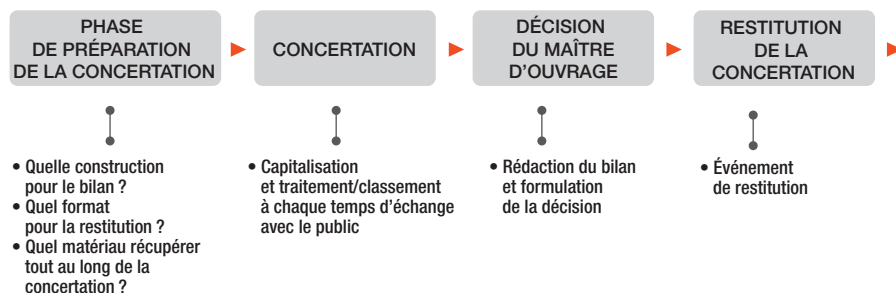 PHASE
DE PRÉPARATION
DE LA CONCERTATION
CONCERTATION
DÉCISION
DU MAÎTRE
D'OUVRAGE
RESTITUTION
DE LA
CONCERTATION
• Quelle construction
pour le bilan ?
• Quel format
pour la restitution ?
• Quel matériau récupérer
tout au long de la
concertation ?
• Capitalisation
et traitement/classement
à chaque temps d'échange
avec le public
• Rédaction du bilan
et formulation
de la décision
• Événement
de restitution